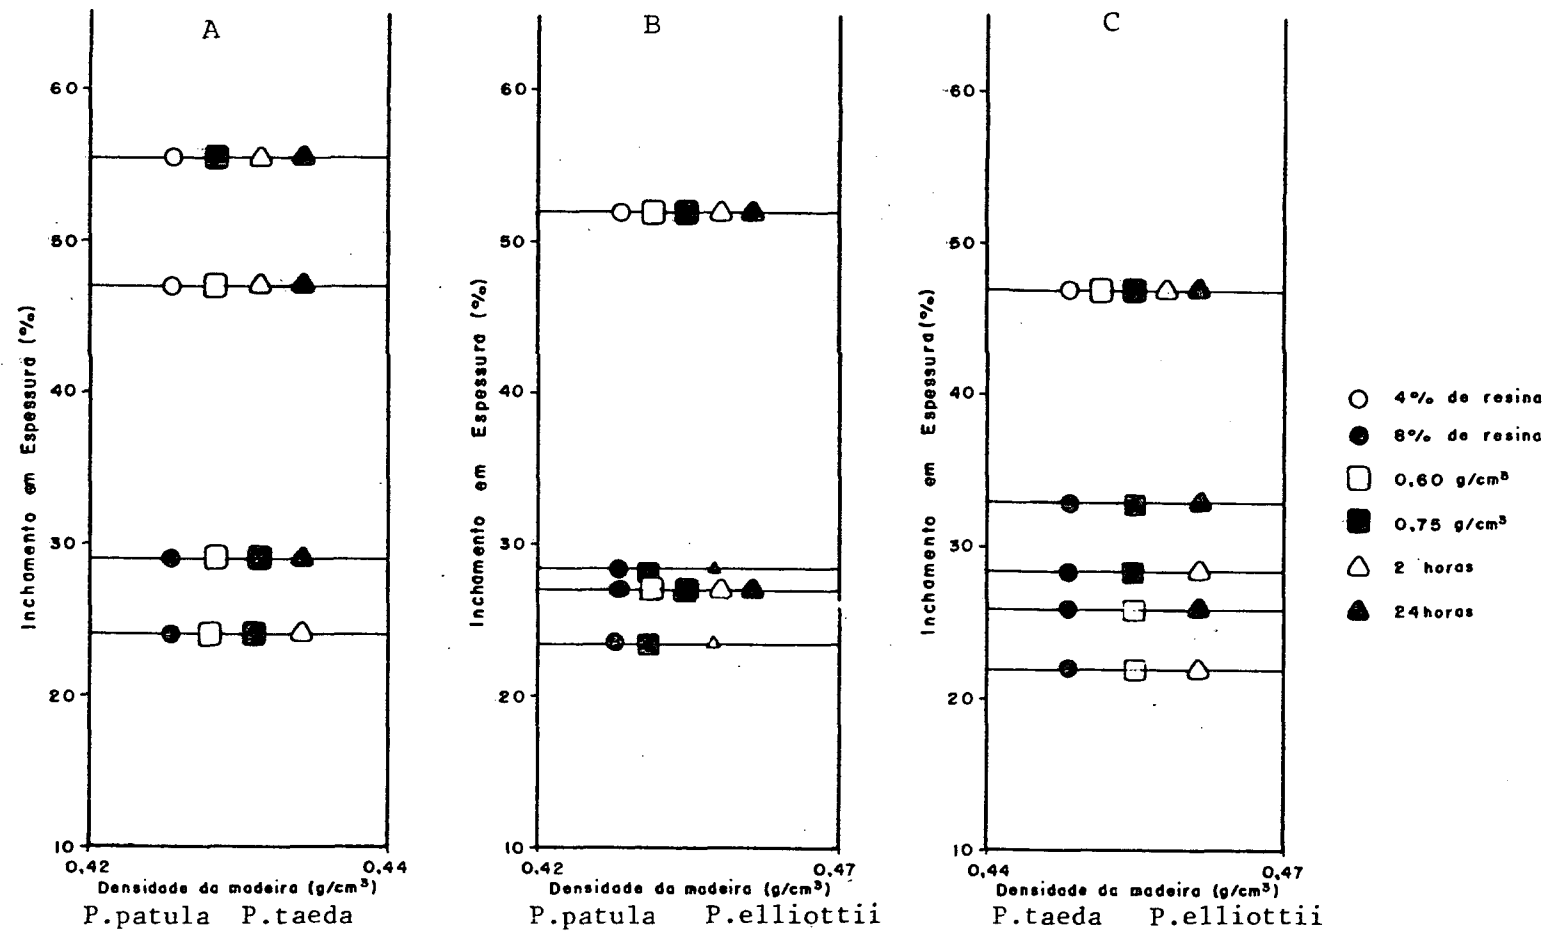 A
60
50
40
30
20
10
Inchamento em Espessura (%)
0,42 0,44
Densidade da madeira (g/cm³)
P.patula P.taeda
B
60
50
40
30
20
10
Inchamento em Espessura (%)
0,42 0,47
Densidade da madeira (g/cm³)
P.patula P.elliottii
C
60
50
40
30
20
10
Inchamento em Espessura (%)
0,44 0,47
Densidade da madeira (g/cm³)
P.taeda P.elliottii
4% de resina
8% de resina
0,60 g/cm³
0,75 g/cm³
2 horas
24 horas